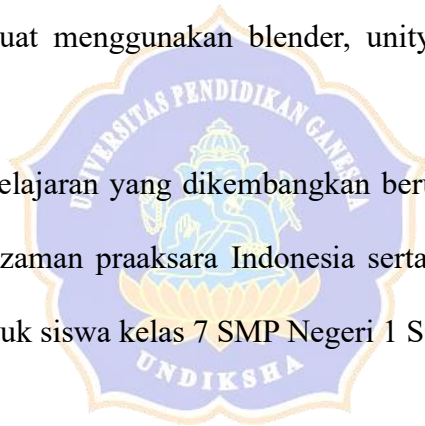 uat menggunakan blender, unity
UNIVERSITAS PENDIDIKAN GANESHA
elajaran yang dikembangkan beru
zaman praaksara Indonesia serta
uk siswa kelas 7 SMP Negeri 1 S
UNDIKSHA